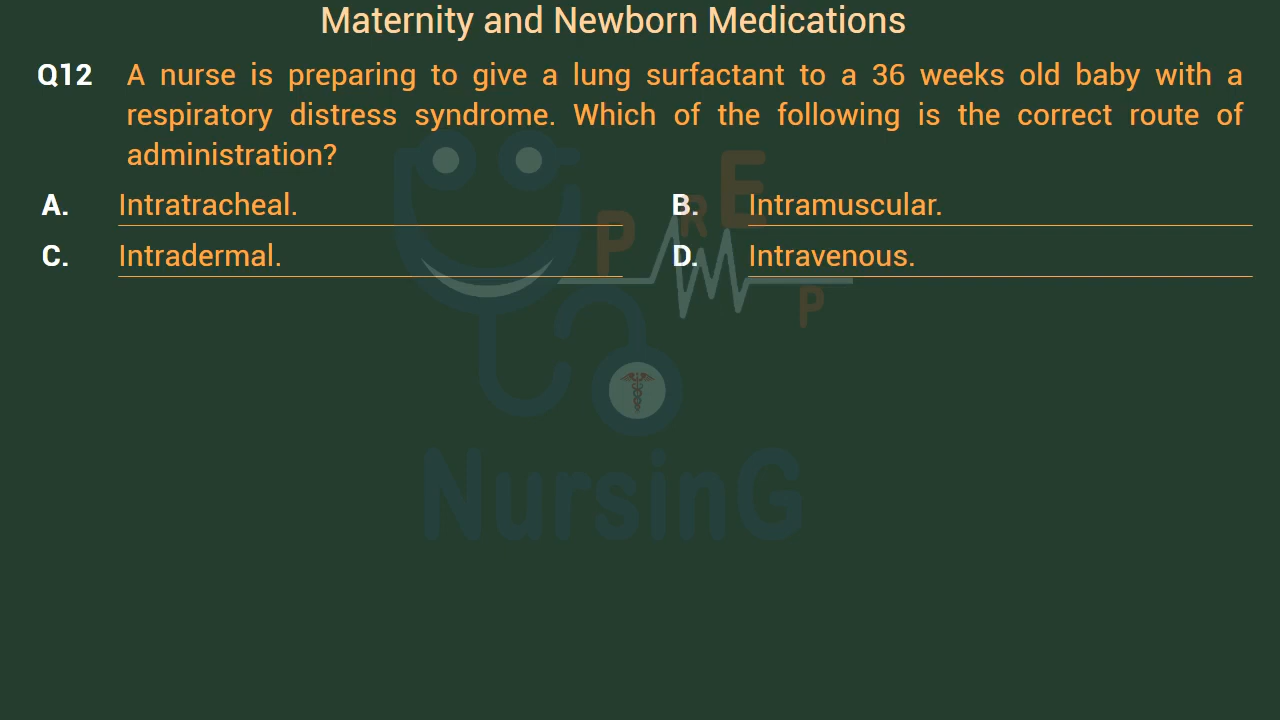 Maternity and Newborn Medications
Q12 A nurse is preparing to give a lung surfactant to a 36 weeks old baby with a
respiratory distress syndrome. Which of the following is the correct route of
administration?
A. Intratracheal. B. Intramuscular.
C. Intradermal. D. Intravenous.
PREP
NursinG